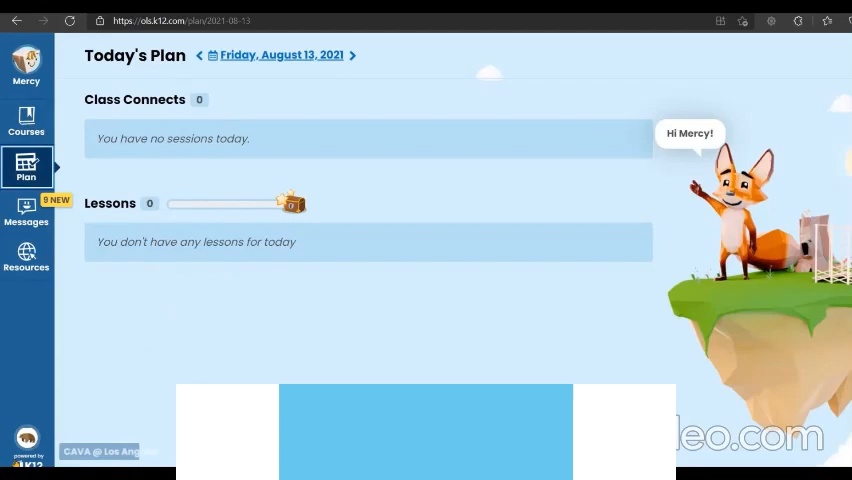 https://ols.k12.com/plan/2021-08-13
Mercy
Courses
Plan
9 NEW
Messages
Resources
powered by
K12
Today's Plan
Friday, August 13, 2021
Class Connects 0
You have no sessions today.
Hi Mercy!
Lessons 0
You don't have any lessons for today
CAVA @ Los
deo.com